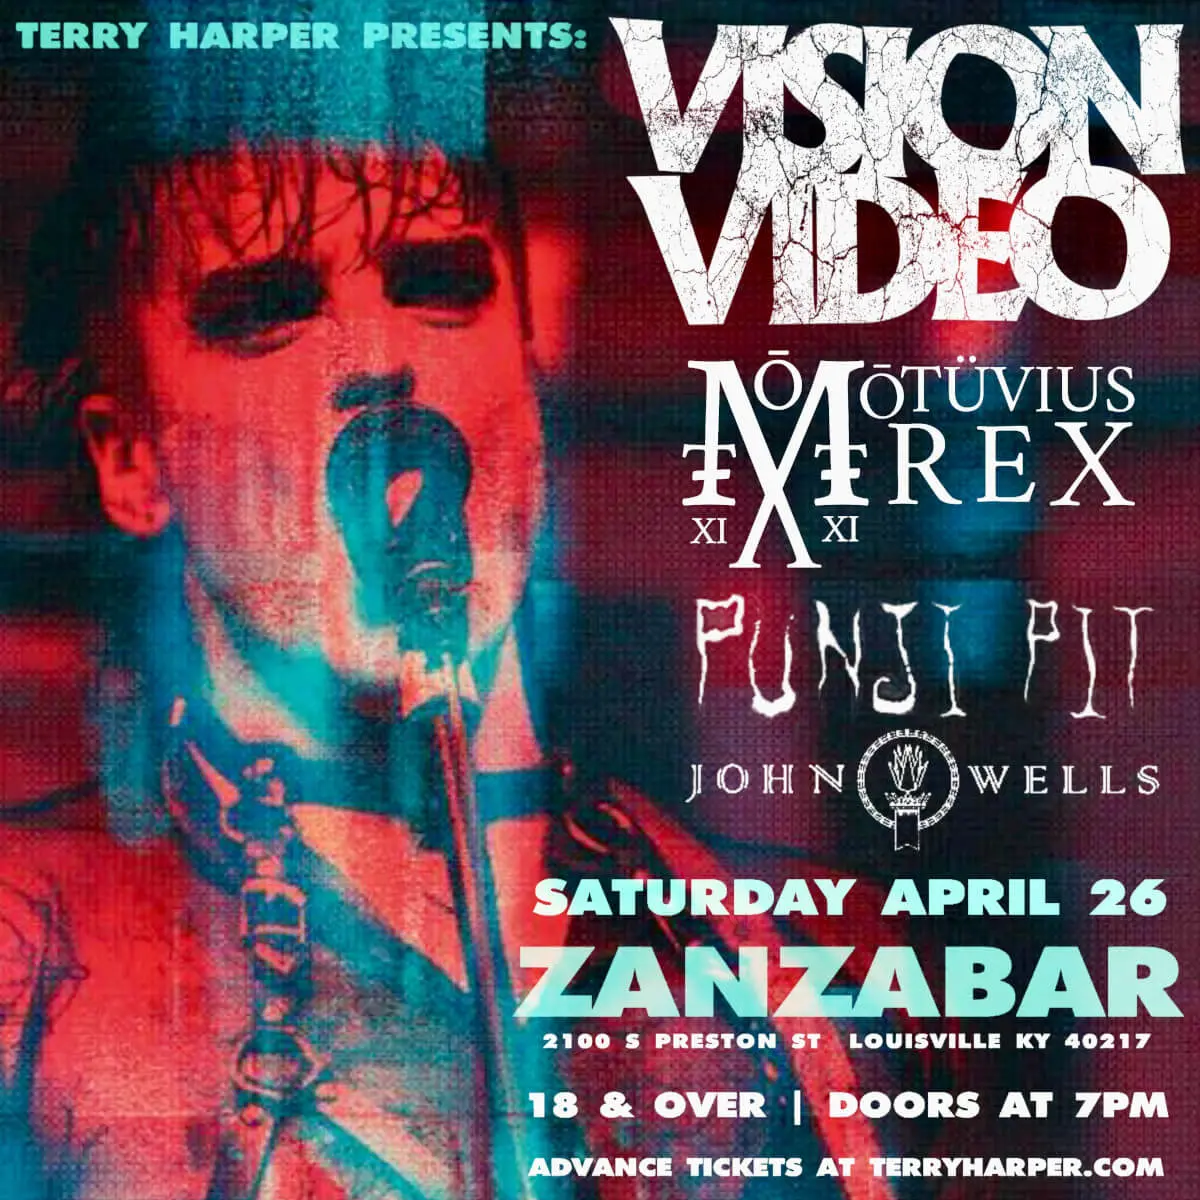 TERRY HARPER PRESENTS:
VISION
VIDEO
MŌTÜVIUS
REX
XI XI
PUNJI PIT
JOHN WELLS
SATURDAY APRIL 26
ZANZABAR
2100 S PRESTON ST LOUISVILLE KY 40217
18 & OVER | DOORS AT 7PM
ADVANCE TICKETS AT TERRYHARPER.COM